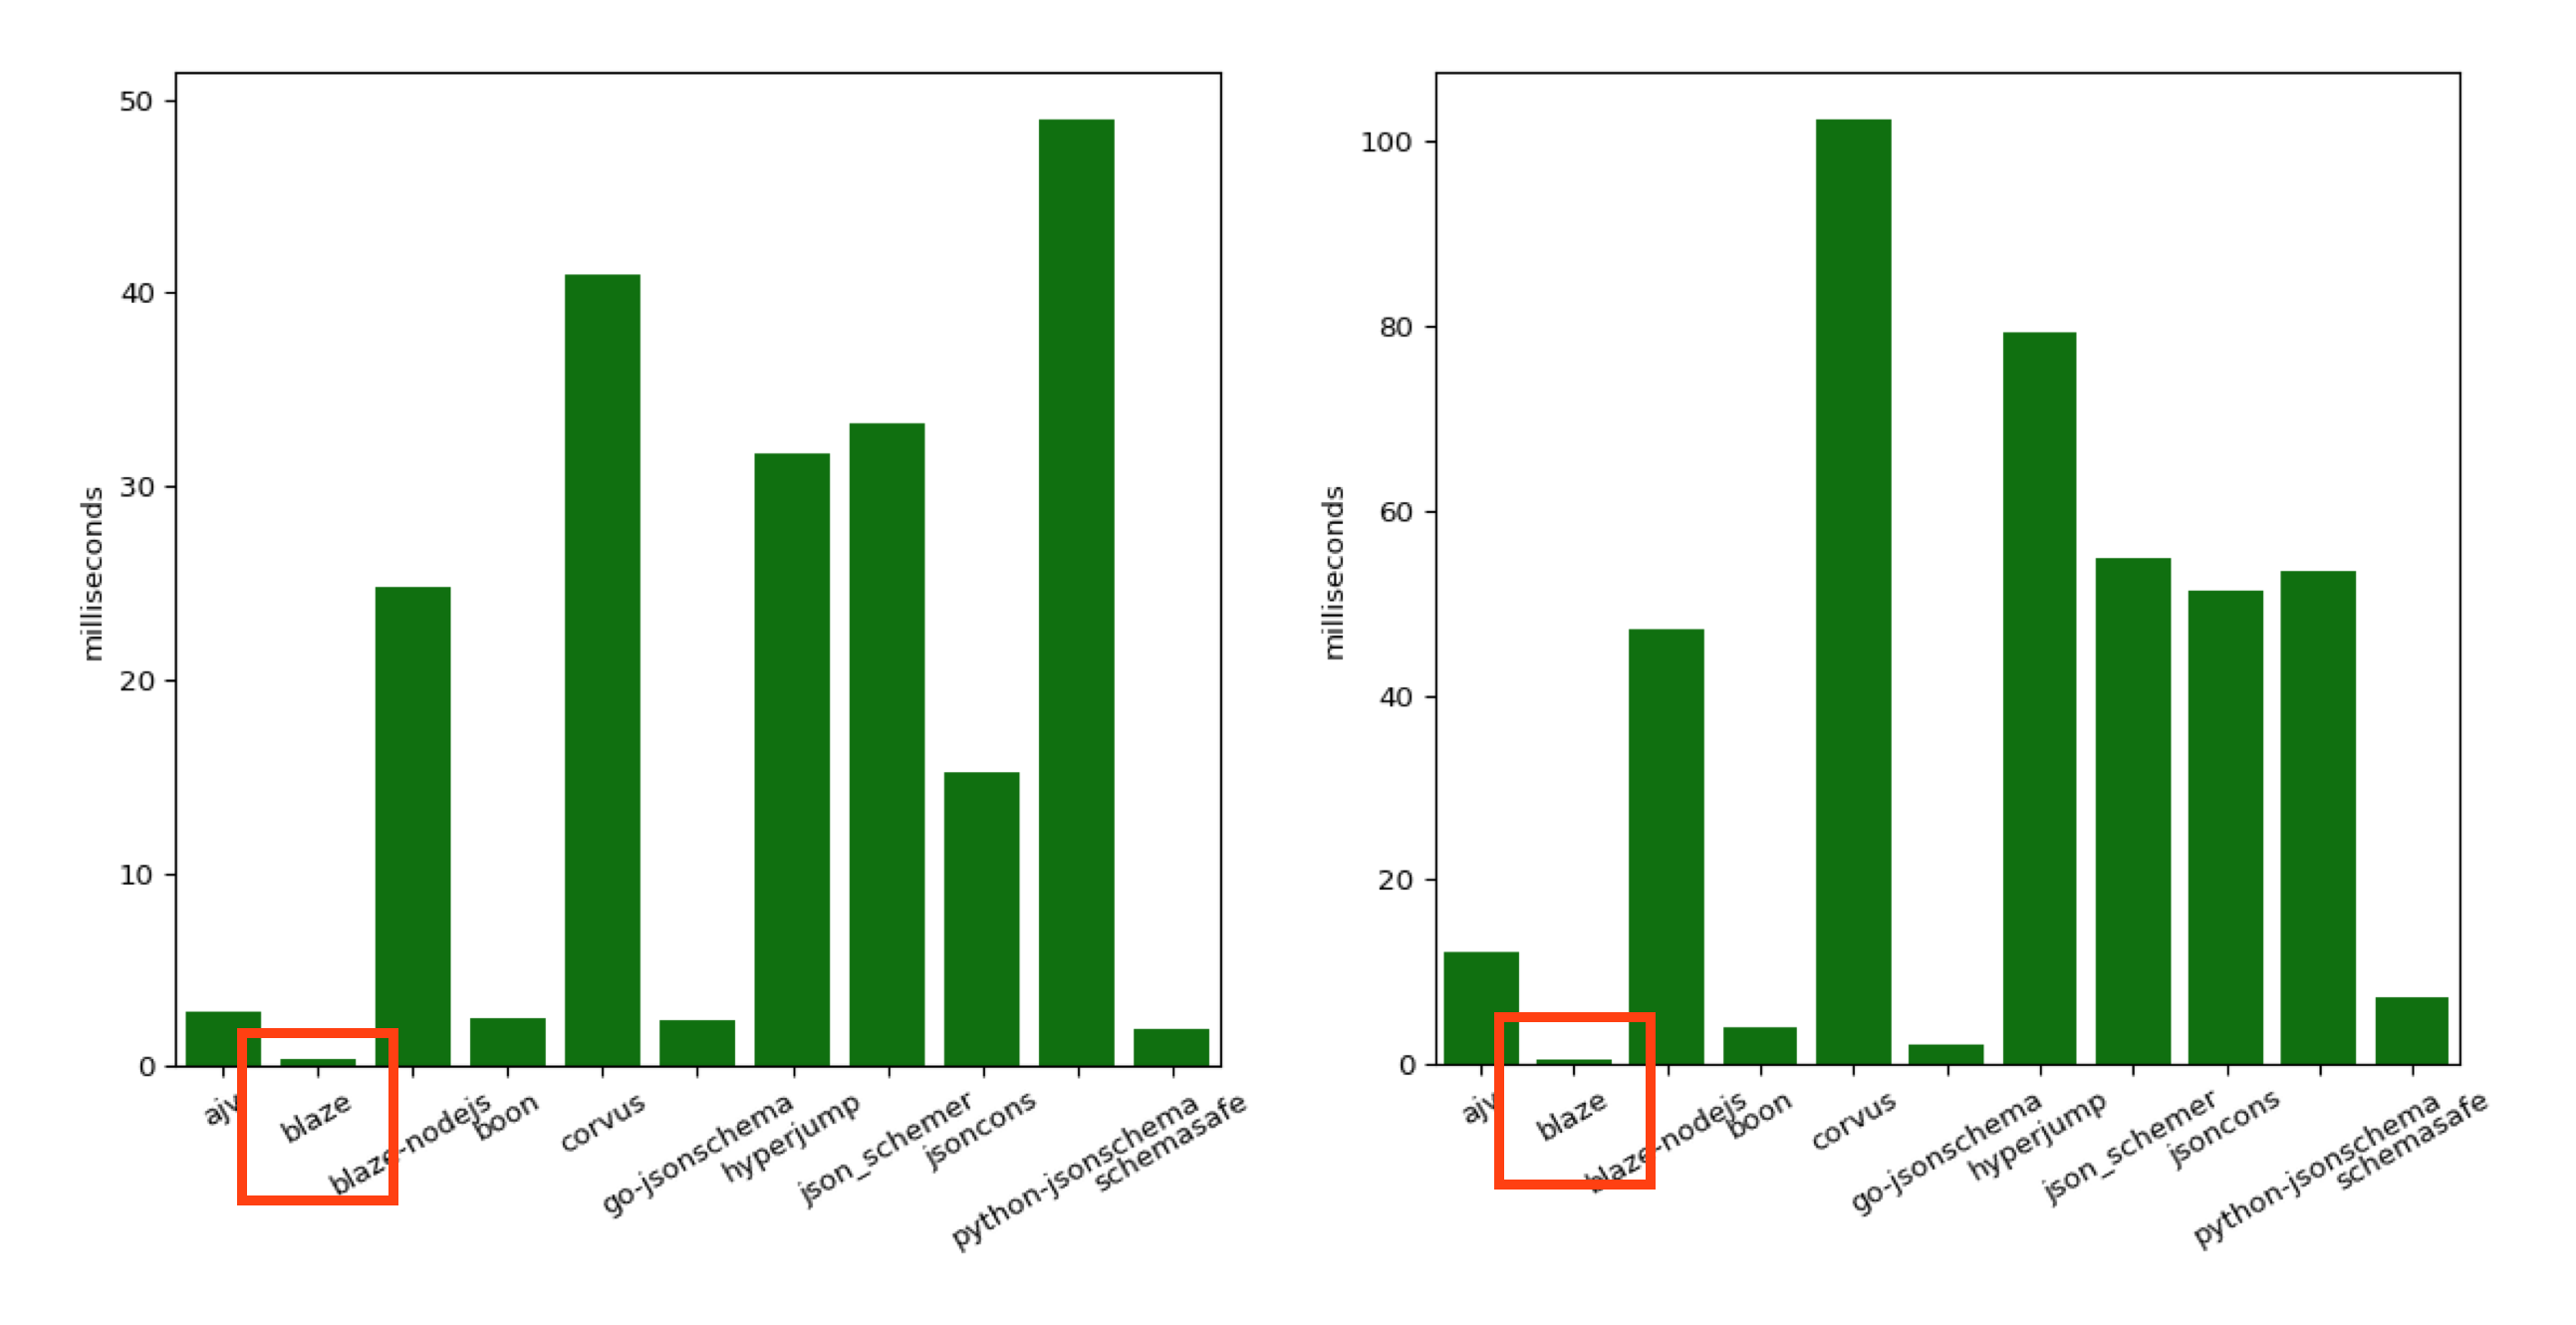 milliseconds
50
40
30
20
10
0
ajv
blaze
blaze-nodejs
boon
corvus
go-jsonschema
hyperjump
json_schemer
jsoncons
python-jsonschema
schemasafe
milliseconds
100
80
60
40
20
0
ajv
blaze
blaze-nodejs
boon
corvus
go-jsonschema
hyperjump
json_schemer
jsoncons
python-jsonschema
schemasafe